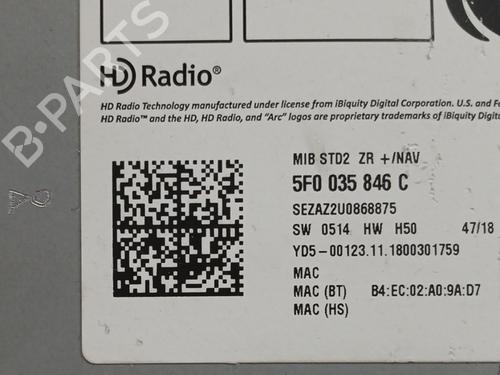 HD Radio®
HD Radio Technology manufactured under license from iBiquity Digital Corporation. U.S. and Fe
HD Radio™ and the HD, HD Radio, and "Arc" logos are proprietary trademarks of iBiquity Digita
B-PARTS
MIB STD2 ZR +/NAV
5F0 035 846 C
SEZAZ2U0868875
SW 0514 HW H50 47/18
YD5-00123.11.1800301759
MAC
MAC (BT) B4:EC:02:A0:9A:D7
MAC (HS)